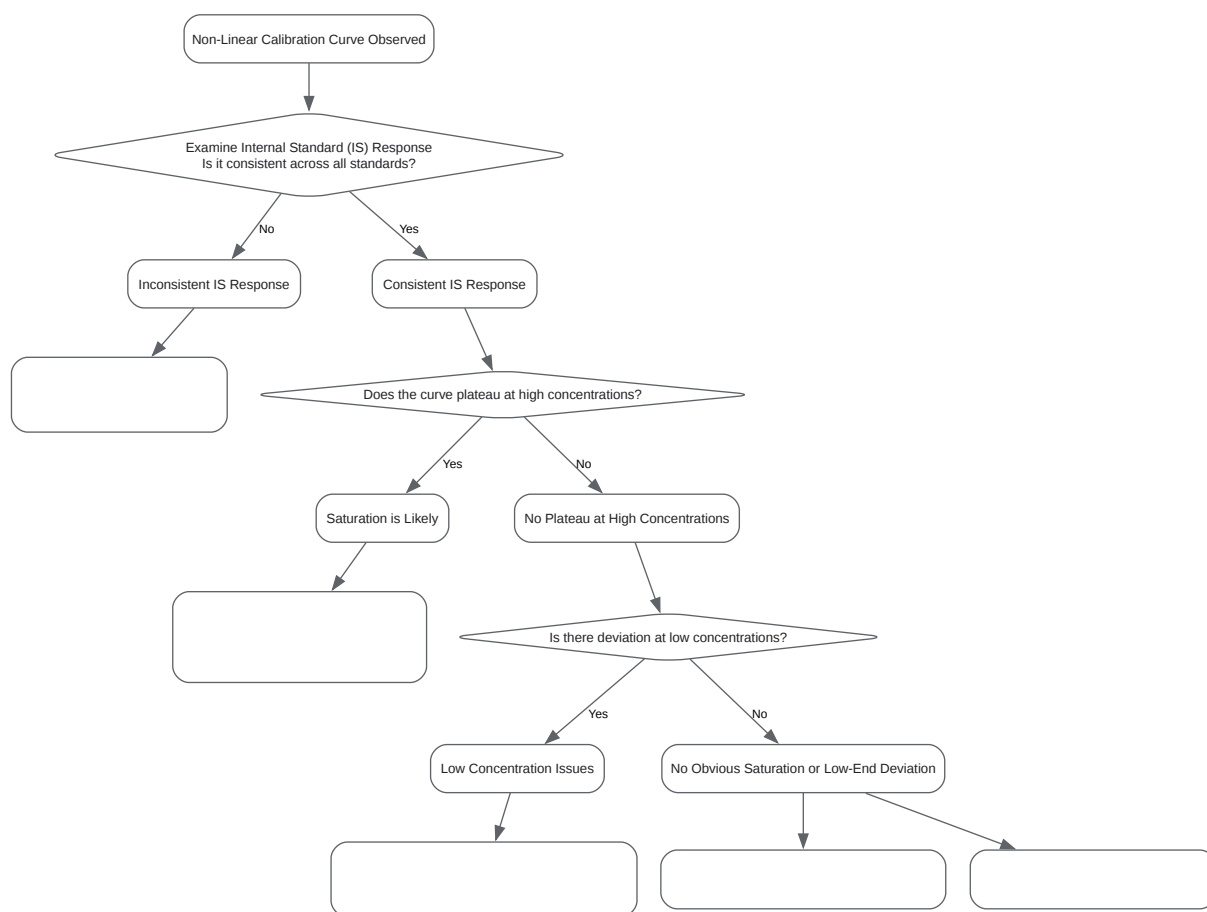 Non-Linear Calibration Curve Observed
Examine Internal Standard (IS) Response
Is it consistent across all standards?
No
Yes
Inconsistent IS Response
Consistent IS Response
Does the curve plateau at high concentrations?
Yes
No
Saturation is Likely
No Plateau at High Concentrations
Is there deviation at low concentrations?
Yes
No
Low Concentration Issues
No Obvious Saturation or Low-End Deviation